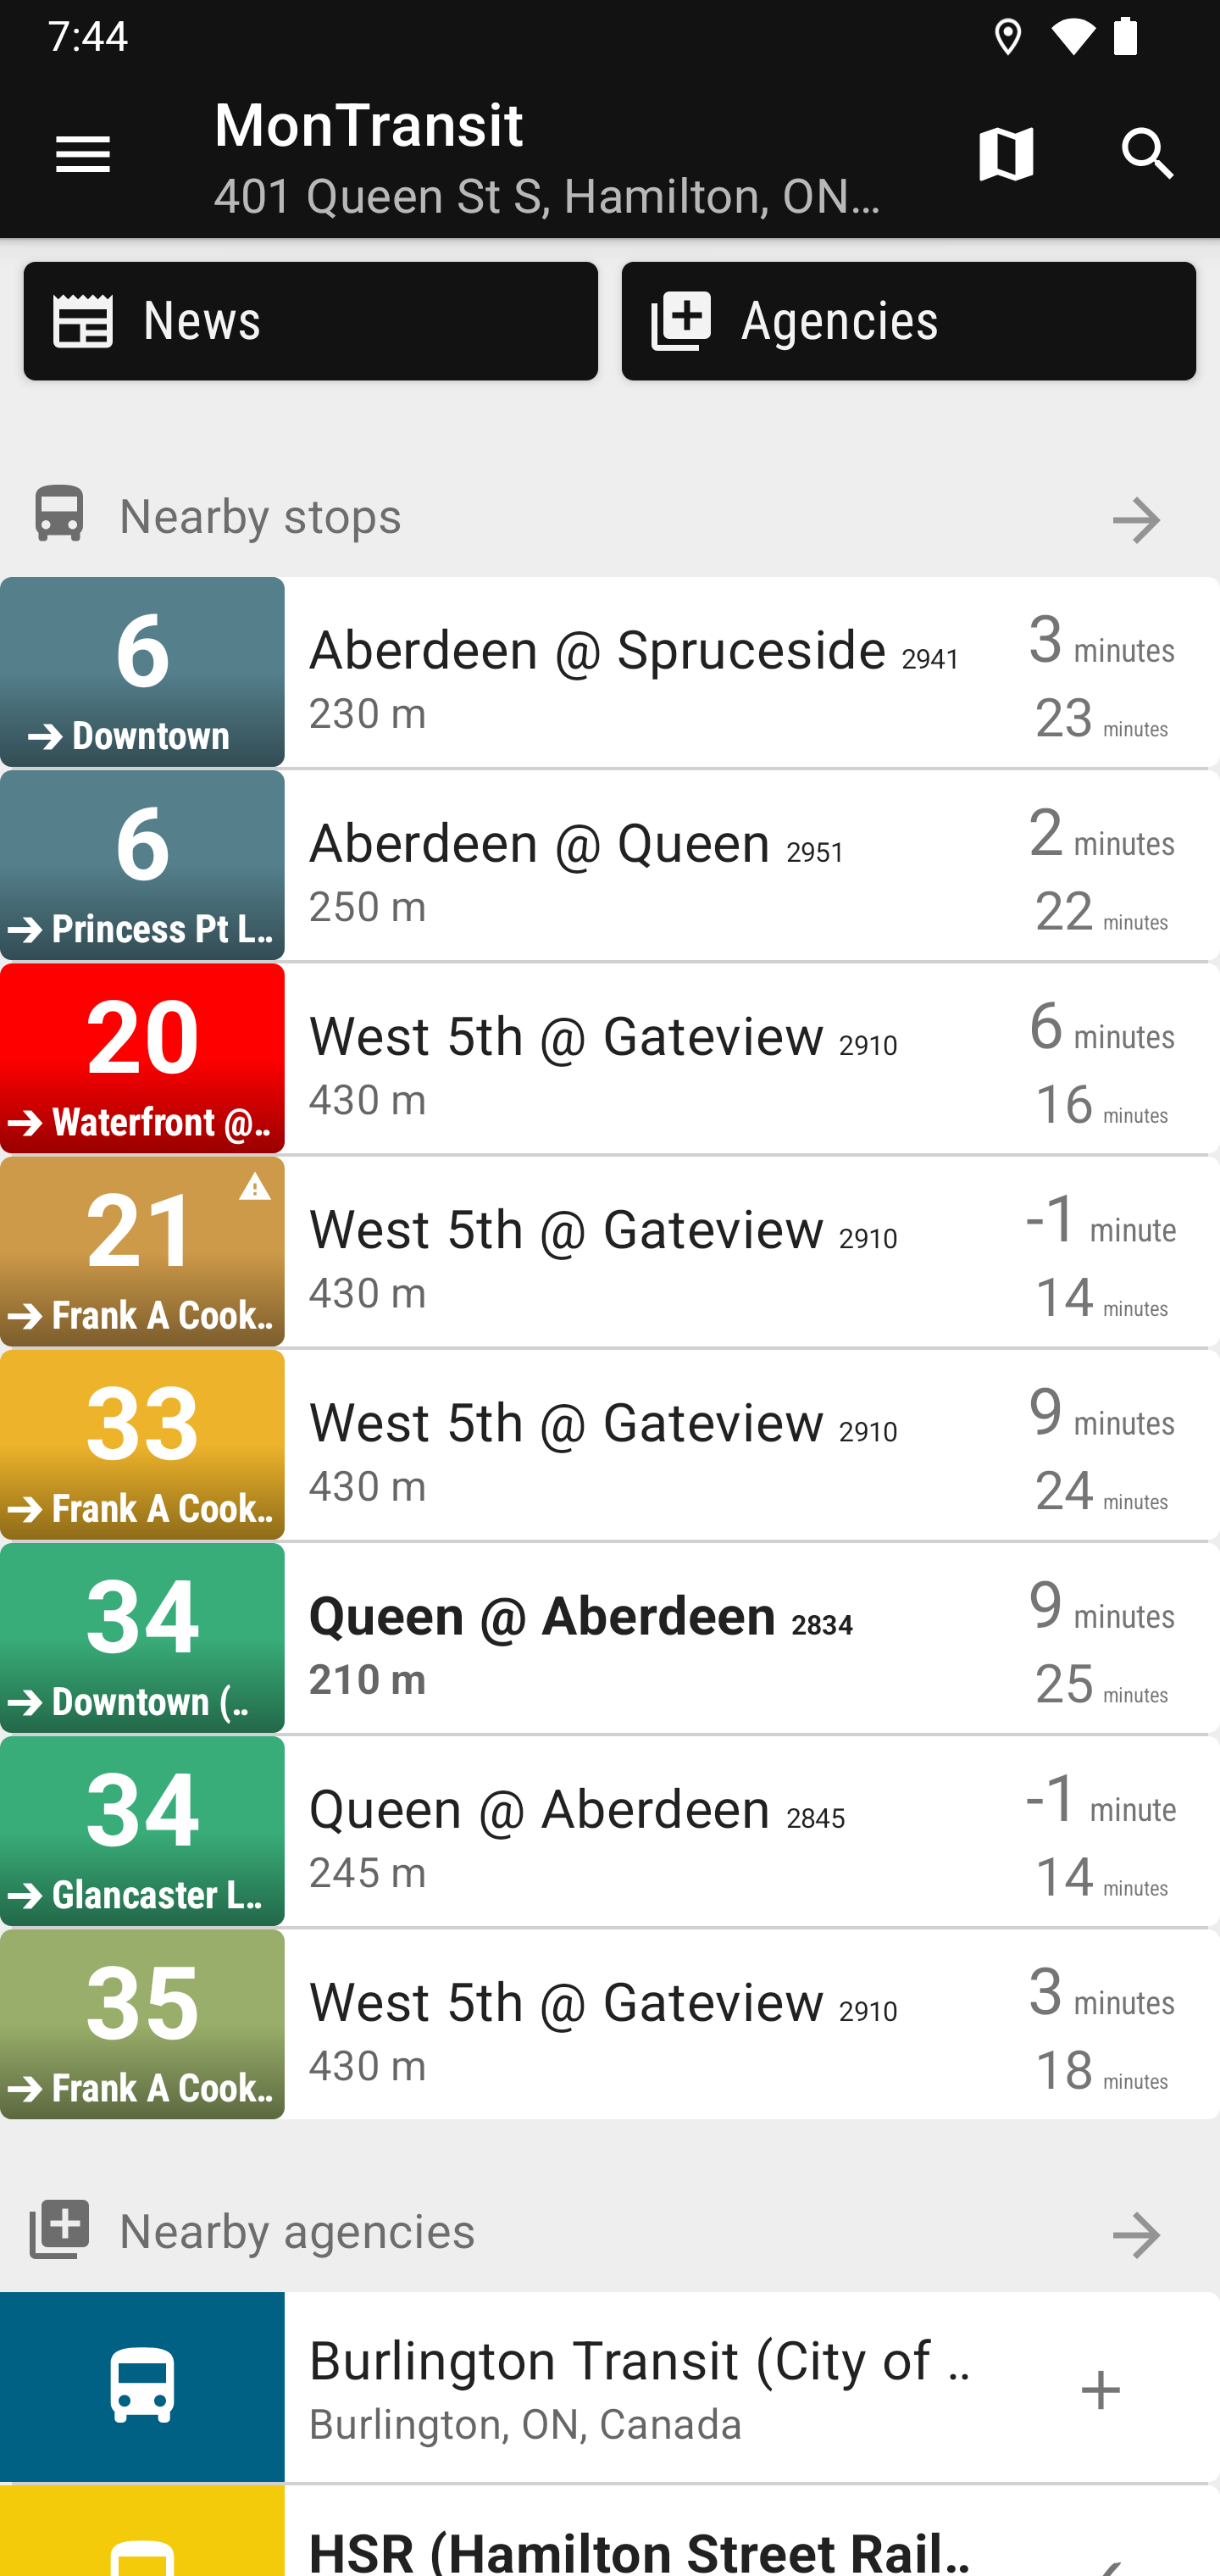 7:44
MonTransit
401 Queen St S, Hamilton, ON…
News
Agencies
Nearby stops
6
→ Downtown
Aberdeen @ Spruceside 2941
230 m
3 minutes
23 minutes
6
→ Princess Pt L..
Aberdeen @ Queen 2951
250 m
2 minutes
22 minutes
20
→ Waterfront @..
West 5th @ Gateview 2910
430 m
6 minutes
16 minutes
21
→ Frank A Cook..
West 5th @ Gateview 2910
430 m
-1 minute
14 minutes
33
→ Frank A Cook..
West 5th @ Gateview 2910
430 m
9 minutes
24 minutes
34
→ Downtown (..
Queen @ Aberdeen 2834
210 m
9 minutes
25 minutes
34
→ Glancaster L..
Queen @ Aberdeen 2845
245 m
-1 minute
14 minutes
35
→ Frank A Cook..
West 5th @ Gateview 2910
430 m
3 minutes
18 minutes
Nearby agencies
Burlington Transit (City of ..
Burlington, ON, Canada
HSR (Hamilton Street Rail..